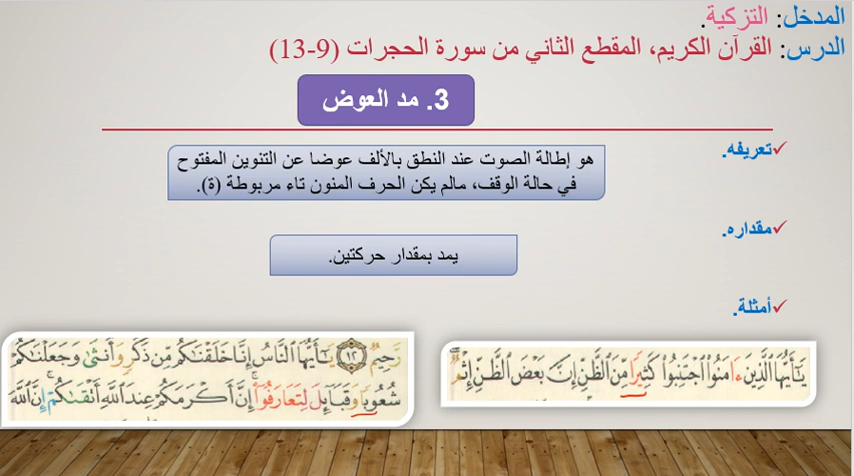 المدخل: التزكية.
الدرس: القرآن الكريم، المقطع الثاني من سورة الحجرات (9-13)
3. مد العوض
تعريفه.
هو إطالة الصوت عند النطق بالألف عوضا عن التنوين المفتوح
في حالة الوقف، مالم يكن الحرف المنون تاء مربوطة (ة).
مقداره.
يمد بمقدار حركتين.
أمثلة.
يَٰٓأَيُّهَا ٱلَّذِينَ ءَامَنُوا۟ ٱجْتَنِبُوا۟ كَثِيرًا مِّنَ ٱلظَّنِّ إِنَّ بَعْضَ ٱلظَّنِّ إِثْمٌ
رَّحِيمٌ ١٢ يَٰٓأَيُّهَا ٱلنَّاسُ إِنَّا خَلَقْنَٰكُم مِّن ذَكَرٍ وَأُنثَىٰ وَجَعَلْنَٰكُمْ
شُعُوبًا وَقَبَآئِلَ لِتَعَارَفُوٓا۟ إِنَّ أَكْرَمَكُمْ عِندَ ٱللَّهِ أَتْقَىٰكُمْ إِنَّ ٱللَّهَ